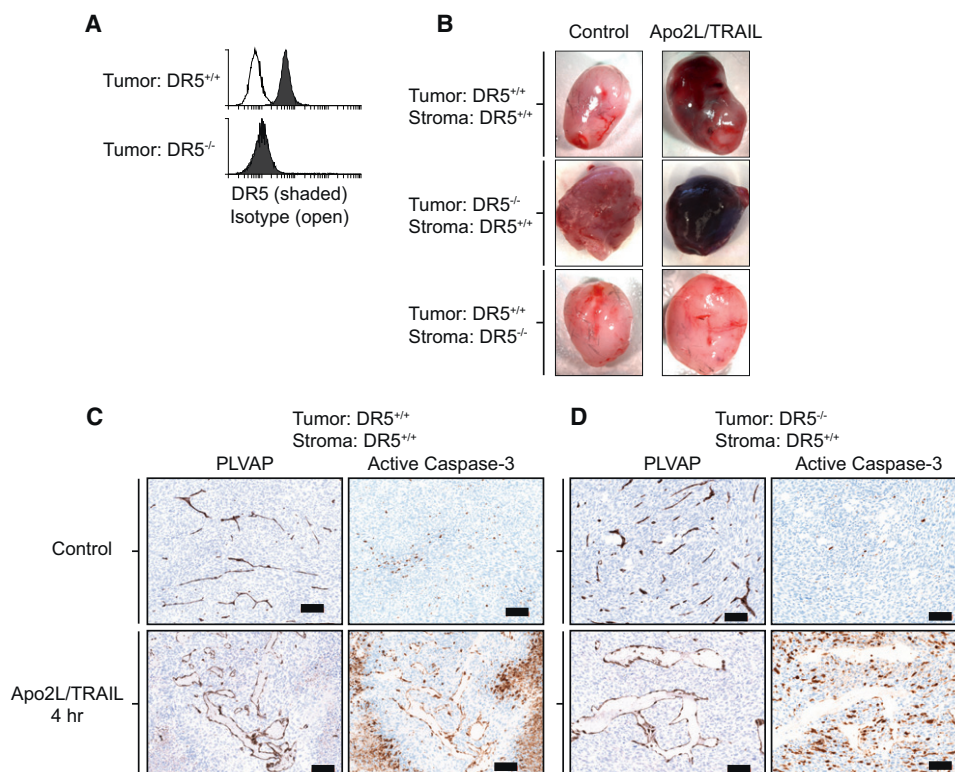 A
Tumor: DR5+/+
Tumor: DR5-/-
DR5 (shaded)
Isotype (open)
B
Control Apo2L/TRAIL
Tumor: DR5+/+
Stroma: DR5+/+
Tumor: DR5-/-
Stroma: DR5+/+
Tumor: DR5+/+
Stroma: DR5-/-
C
Tumor: DR5+/+
Stroma: DR5+/+
PLVAP Active Caspase-3
Control
Apo2L/TRAIL
4 hr
D
Tumor: DR5-/-
Stroma: DR5+/+
PLVAP Active Caspase-3